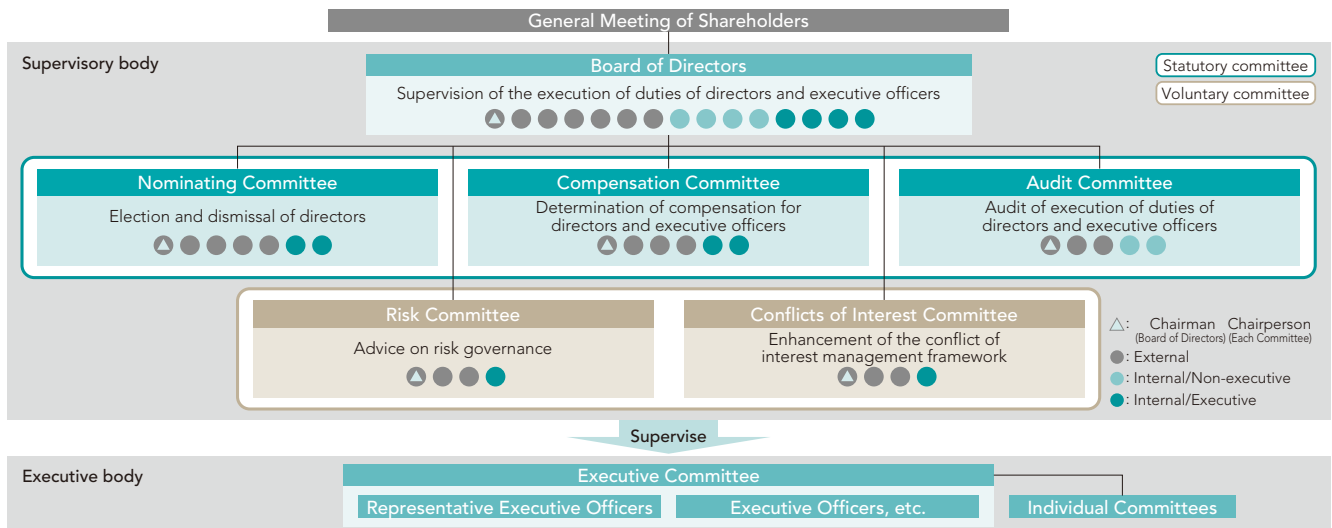 General Meeting of Shareholders
Supervisory body
Board of Directors
Supervision of the execution of duties of directors and executive officers
Statutory committee
Voluntary committee
Nominating Committee
Election and dismissal of directors
Compensation Committee
Determination of compensation for
directors and executive officers
Audit Committee
Audit of execution of duties of
directors and executive officers
Risk Committee
Advice on risk governance
Conflicts of Interest Committee
Enhancement of the conflict of
interest management framework
△: Chairman Chairperson
(Board of Directors) (Each Committee)
●: External
●: Internal/Non-executive
●: Internal/Executive
Supervise
Executive body
Executive Committee
Representative Executive Officers
Executive Officers, etc.
Individual Committees